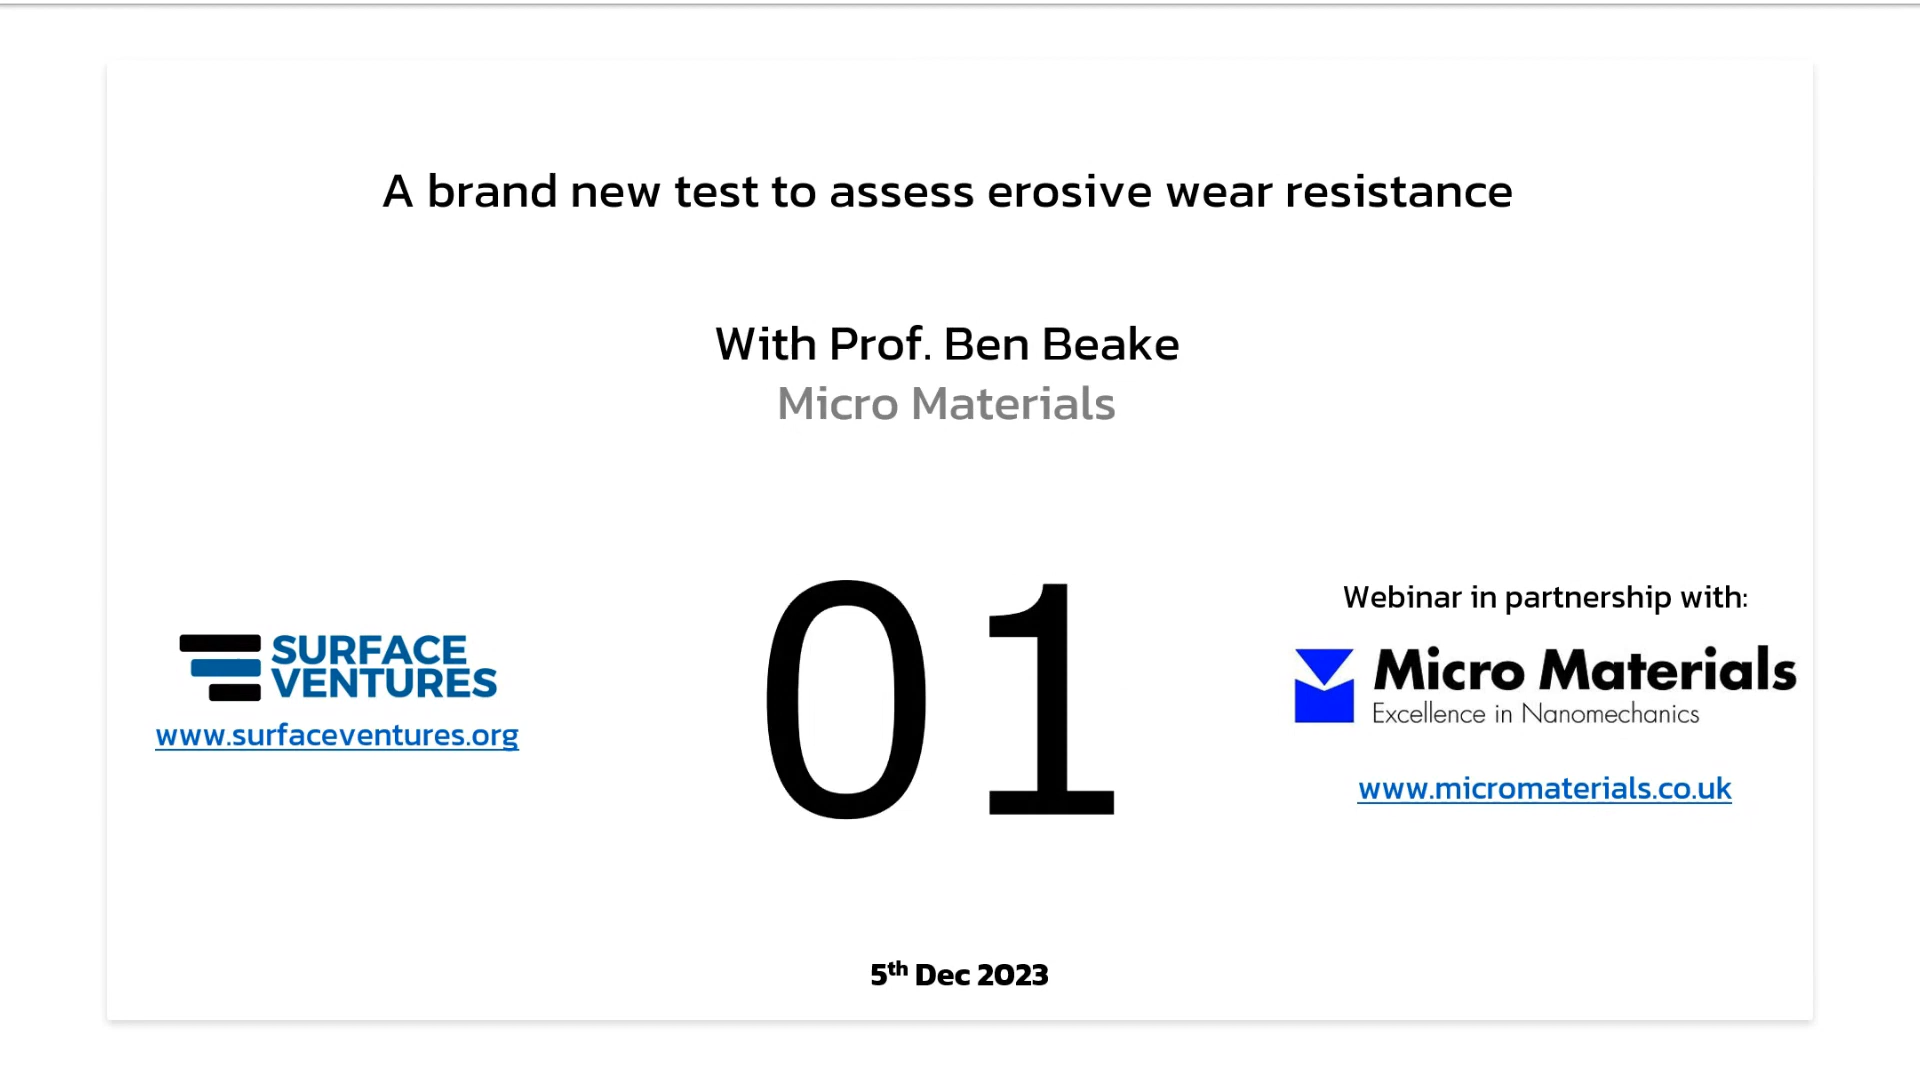 A brand new test to assess erosive wear resistance
With Prof. Ben Beake
Micro Materials
SURFACE
VENTURES
www.surfaceventures.org
01
Webinar in partnership with:
Micro Materials
Excellence in Nanomechanics
www.micromaterials.co.uk
5th Dec 2023